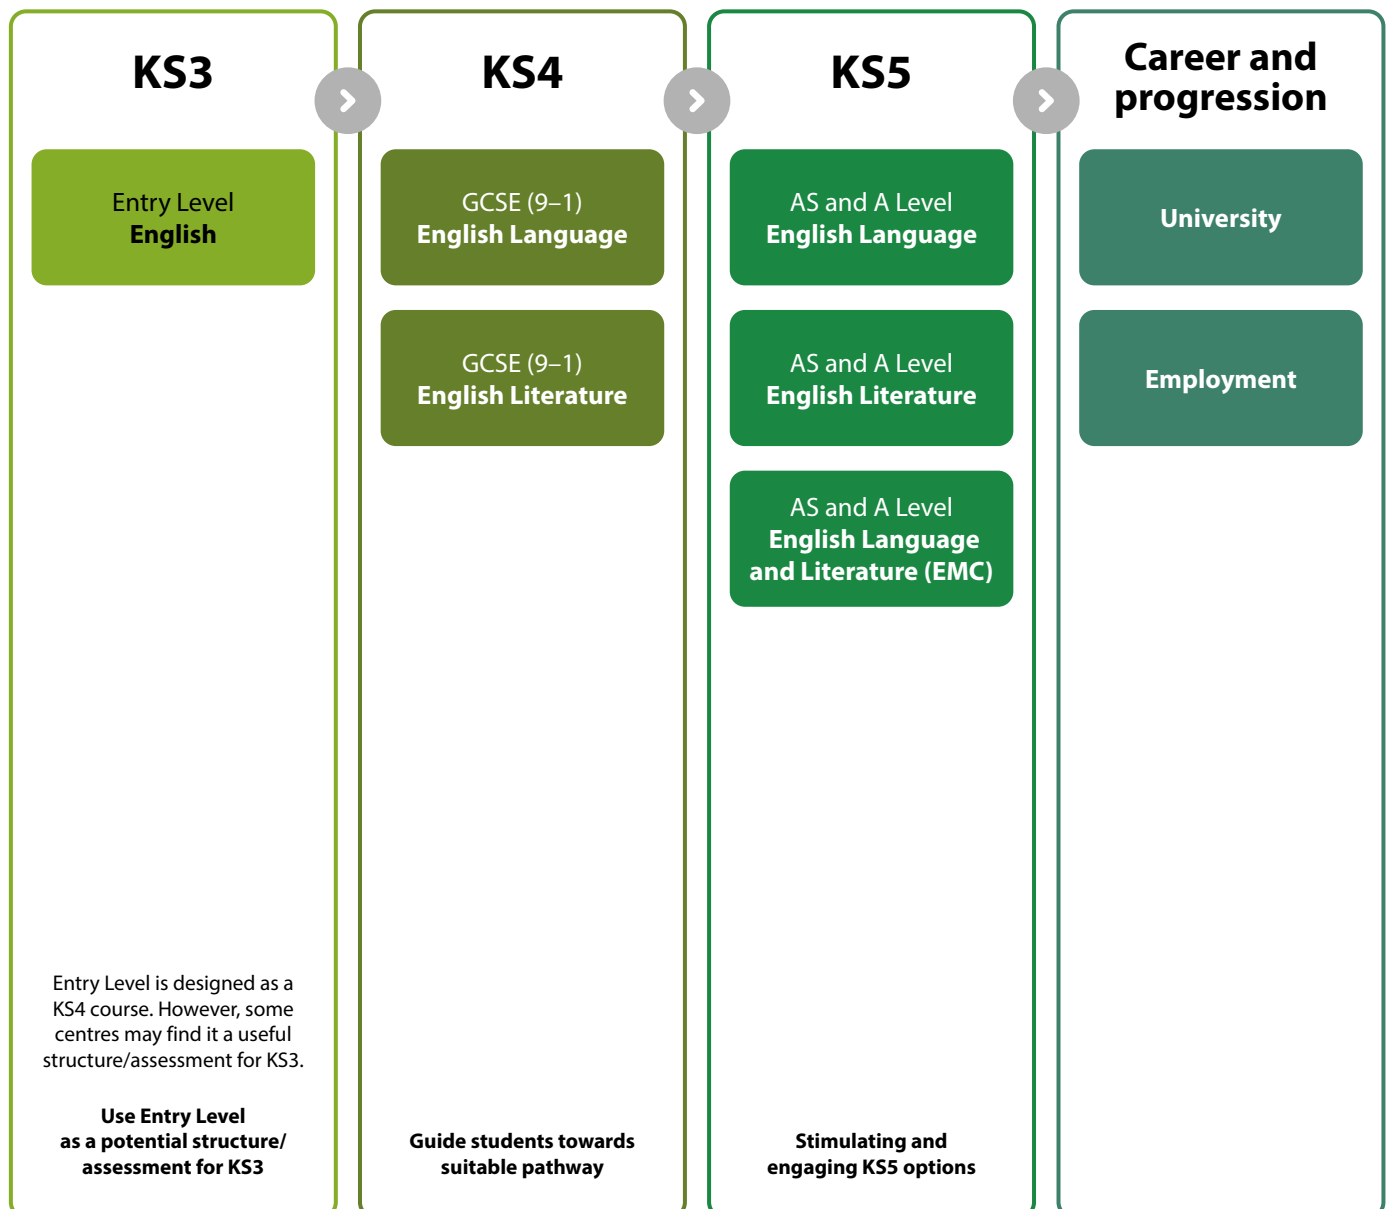 KS3
Entry Level
English
Entry Level is designed as a
KS4 course. However, some
centres may find it a useful
structure/assessment for KS3.
Use Entry Level
as a potential structure/
assessment for KS3
KS4
GCSE (9–1)
English Language
GCSE (9–1)
English Literature
Guide students towards
suitable pathway
KS5
AS and A Level
English Language
AS and A Level
English Literature
AS and A Level
English Language
and Literature (EMC)
Stimulating and
engaging KS5 options
Career and
progression
University
Employment